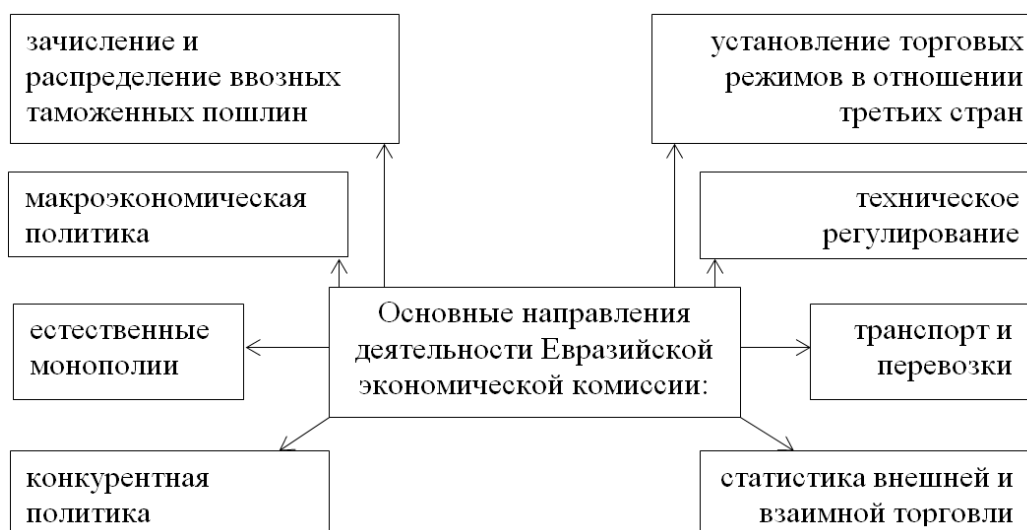 зачисление и
распределение ввозных
таможенных пошлин
установление торговых
режимов в отношении
третьих стран
макроэкономическая
политика
техническое
регулирование
Основные направления
деятельности Евразийской
экономической комиссии:
естественные
монополии
транспорт и
перевозки
конкурентная
политика
статистика внешней и
взаимной торговли